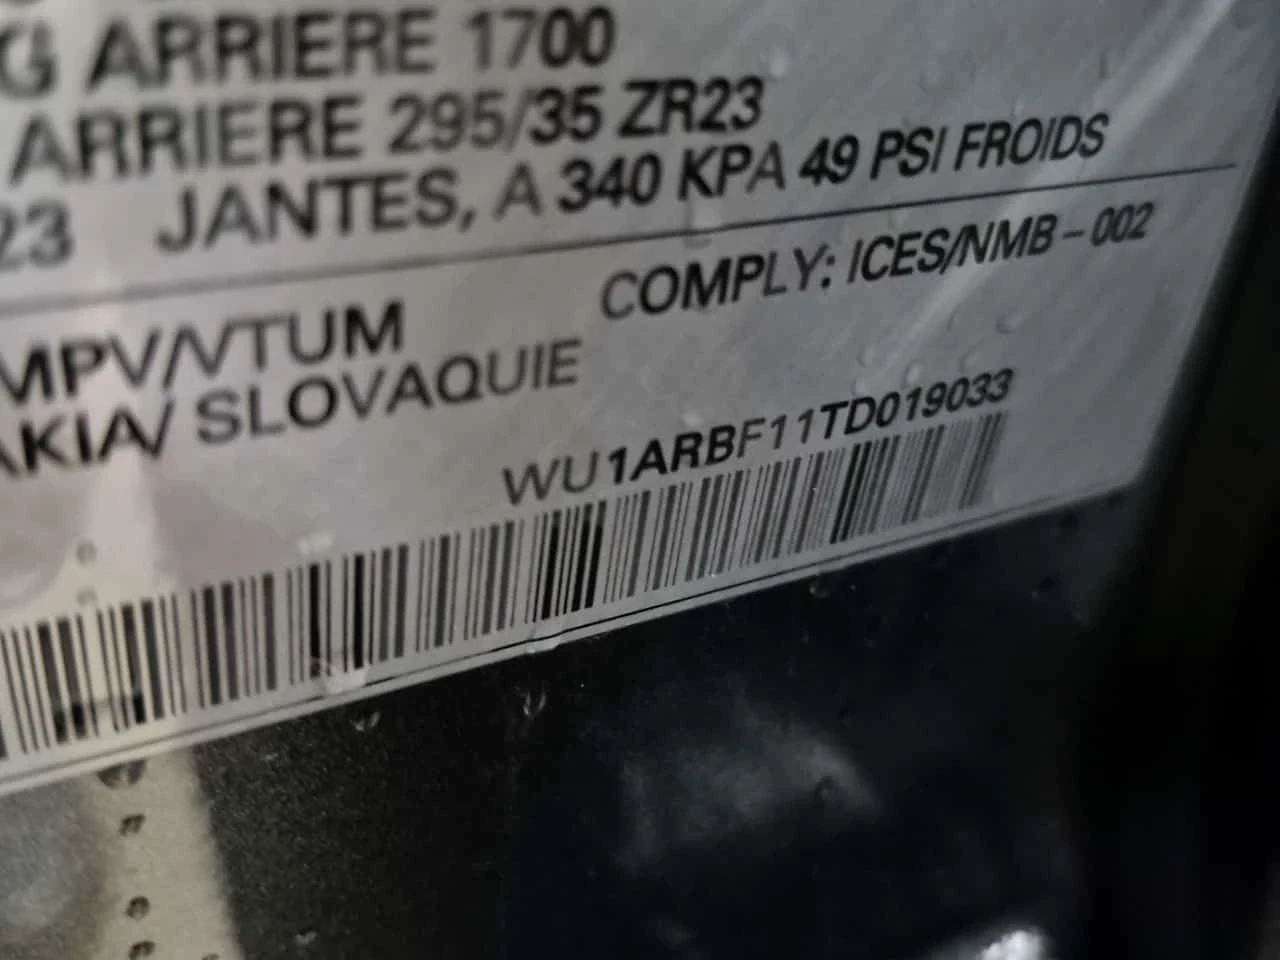 G ARRIERE 1700
ARRIERE 295/35 ZR23
23 JANTES, A 340 KPA 49 PSI FROIDS
COMPLY: ICES/NMB-002
MPV/VTUM
AKIA/ SLOVAQUIE
WU1ARBF11TD019033